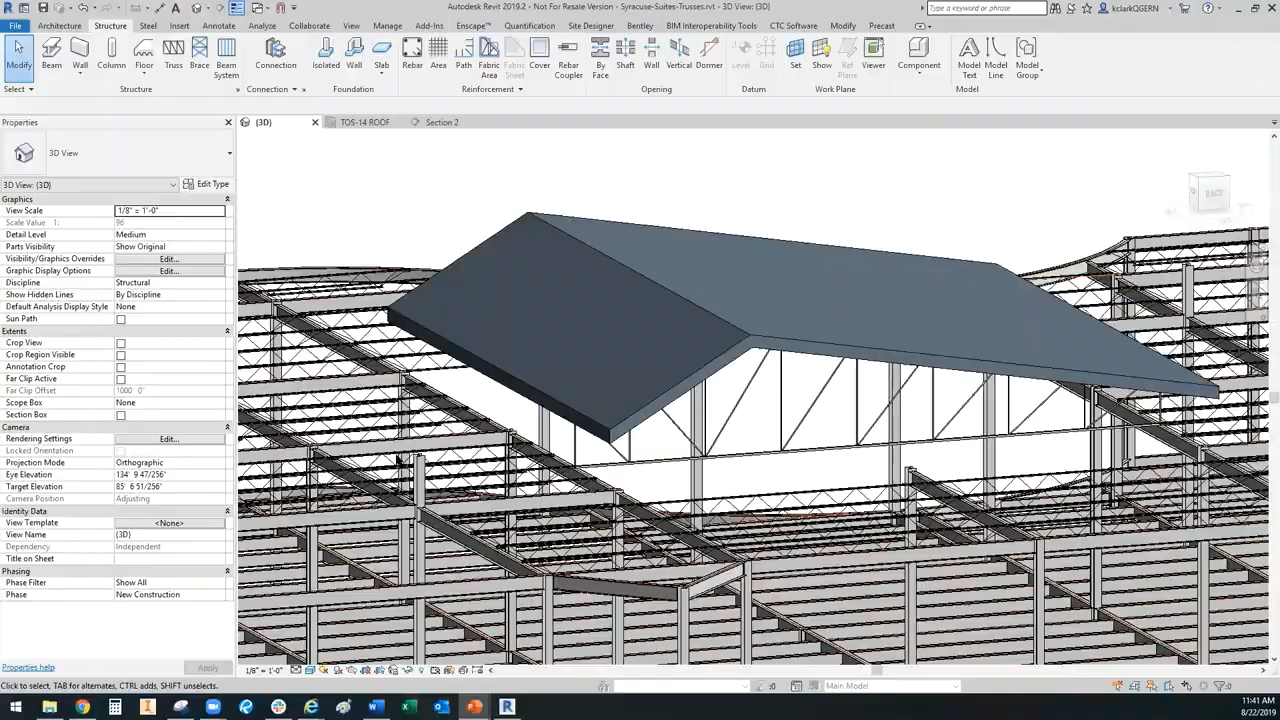 Autodesk Revit 2019.2 - Not For Resale Version - Syracuse-Suites-Trusses.rvt - 3D View: {3D}
Type a keyword or phrase
kclarkQGERN
File Architecture Structure Steel Systems Insert Annotate Analyze Collaborate View Manage Add-Ins Enscape™ Quantification Site Designer Bentley BIM Interoperability Tools CTC Software Modify Precast
Modify Beam Wall Column Floor Truss Brace Beam System Connection Isolated Wall Slab Rebar Area Path Fabric Area Fabric Sheet Cover Rebar Coupler By Face Shaft Wall Vertical Dormer Level Grid Set Show Ref Plane Viewer Component Model Text Model Line Model Group
Select Structure Connection Foundation Reinforcement Opening Datum Work Plane Model
Properties
{3D} TOS-14 ROOF Section 2
3D View
BACK
3D View: {3D} Edit Type
Graphics
View Scale 1/8" = 1'-0"
Scale Value 1: 96
Detail Level Medium
Parts Visibility Show Original
Visibility/Graphics Overrides Edit...
Graphic Display Options Edit...
Discipline Structural
Show Hidden Lines By Discipline
Default Analysis Display Style None
Sun Path
Extents
Crop View
Crop Region Visible
Annotation Crop
Far Clip Active
Far Clip Offset 1000' 0"
Scope Box None
Section Box
Camera
Rendering Settings Edit...
Locked Orientation
Projection Mode Orthographic
Eye Elevation 134' 9 47/256"
Target Elevation 85' 6 51/256"
Camera Position Adjusting
Identity Data
View Template <None>
View Name {3D}
Dependency Independent
Title on Sheet
Phasing
Phase Filter Show All
Phase New Construction
Properties help Apply
1/8" = 1'-0"
Click to select, TAB for alternates, CTRL adds, SHIFT unselects.
:0
Main Model
:0
11:41 AM
8/22/2019